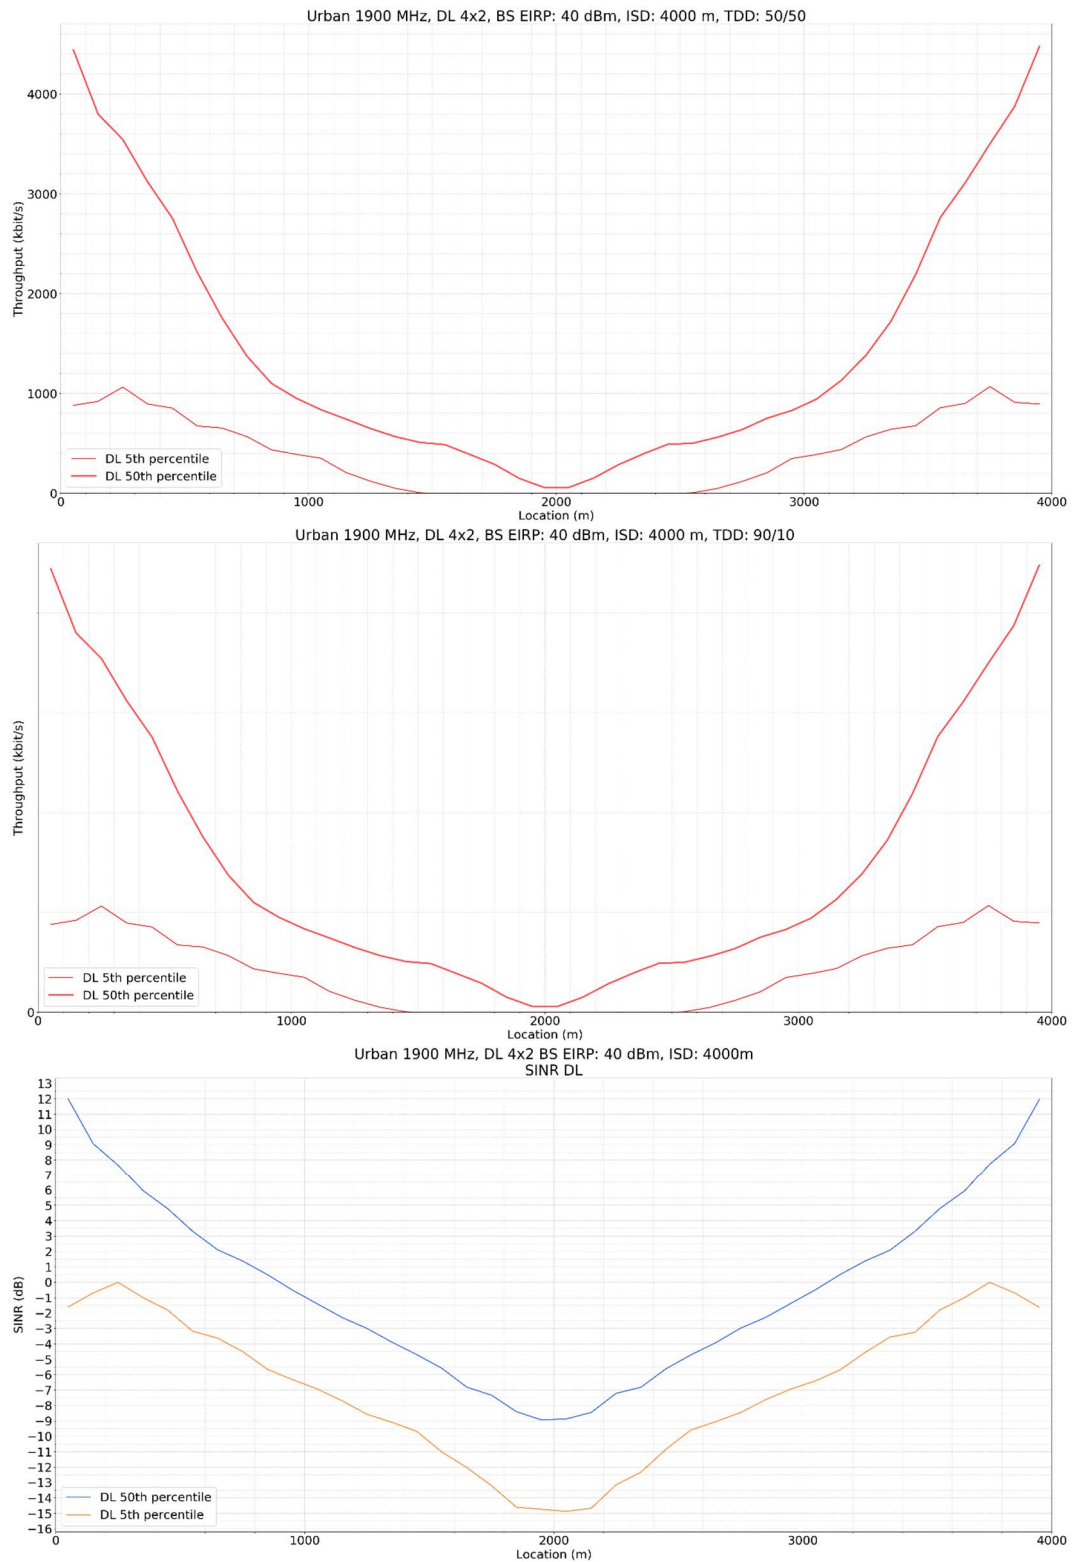 Urban 1900 MHz, DL 4x2, BS EIRP: 40 dBm, ISD: 4000 m, TDD: 50/50
4000
3000
2000
1000
0
Throughput (kbit/s)
DL 5th percentile
DL 50th percentile
0 1000 2000 3000 4000
Location (m)
Urban 1900 MHz, DL 4x2, BS EIRP: 40 dBm, ISD: 4000 m, TDD: 90/10
Throughput (kbit/s)
DL 5th percentile
DL 50th percentile
0
0 1000 2000 3000 4000
Location (m)
Urban 1900 MHz, DL 4x2 BS EIRP: 40 dBm, ISD: 4000m
SINR DL
13
12
11
10
9
8
7
6
5
4
3
2
1
0
−1
−2
−3
−4
−5
−6
−7
−8
−9
−10
−11
−12
−13
−14
−15
−16
SINR (dB)
DL 50th percentile
DL 5th percentile
0 1000 2000 3000 4000
Location (m)